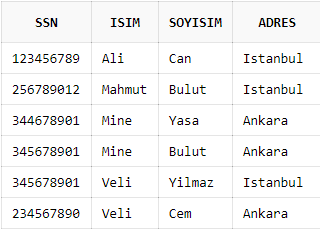 SSN ISIM SOYISIM ADRES
123456789 Ali Can Istanbul
256789012 Mahmut Bulut Istanbul
344678901 Mine Yasa Ankara
345678901 Mine Bulut Ankara
345678901 Veli Yilmaz Istanbul
234567890 Veli Cem Ankara